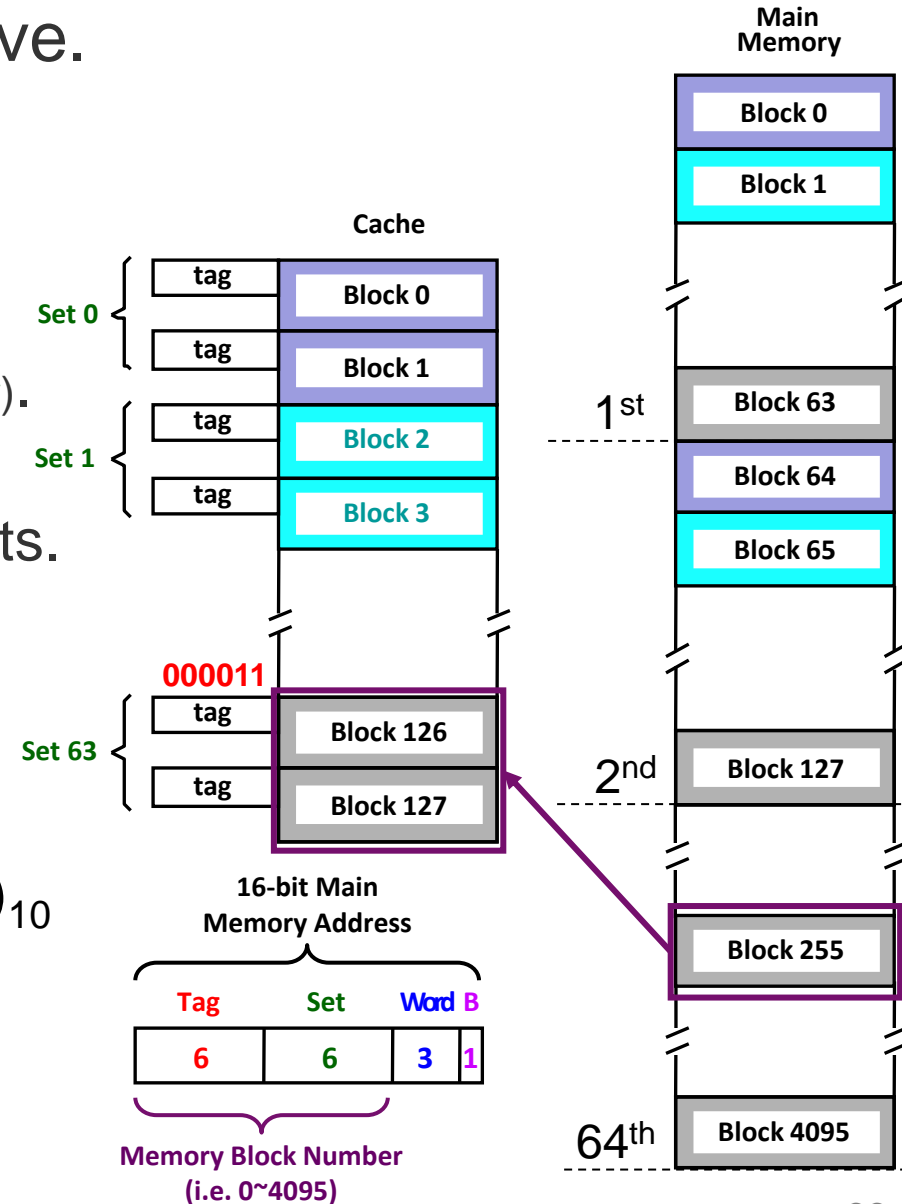 ve.
).
ts.
)10
Cache
Set 0
tag
Block 0
tag
Block 1
Set 1
tag
Block 2
tag
Block 3
000011
Set 63
tag
Block 126
tag
Block 127
16-bit Main
Memory Address
Tag Set Word B
6 6 3 1
Memory Block Number
(i.e. 0~4095)
Main
Memory
Block 0
Block 1
1st
Block 63
Block 64
Block 65
2nd
Block 127
Block 255
64th
Block 4095